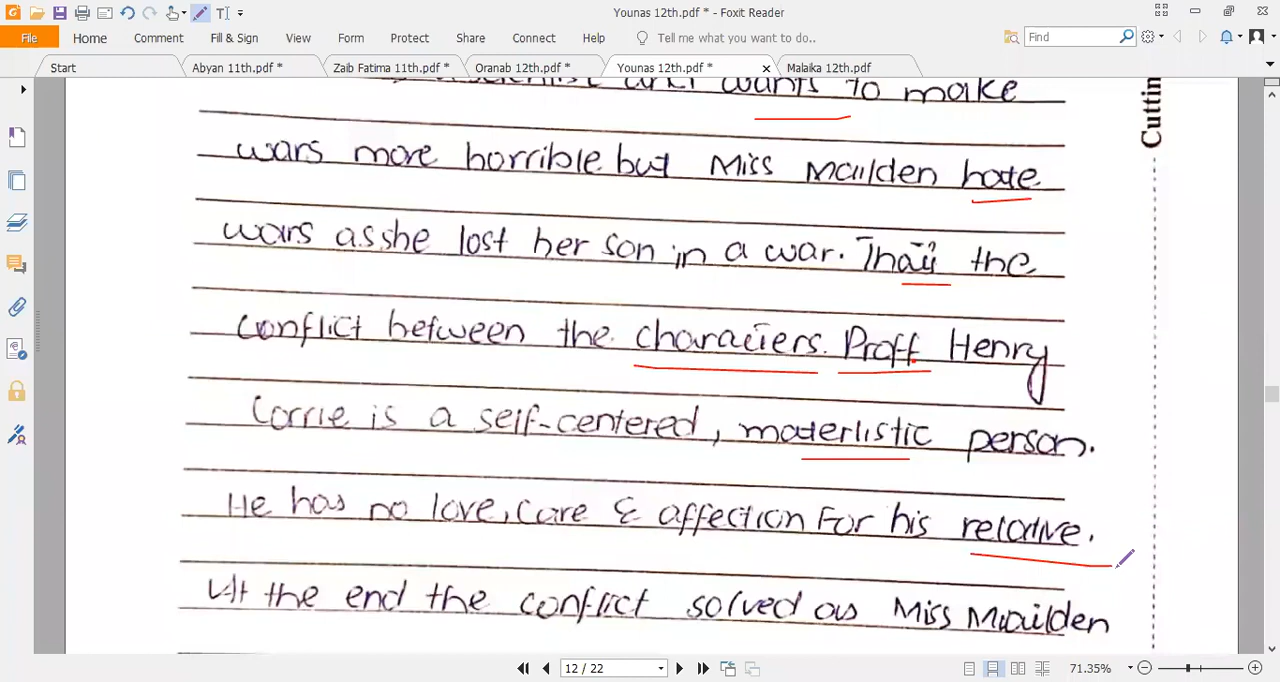 Younas 12th.pdf * - Foxit Reader
File Home Comment Fill & Sign View Form Protect Share Connect Help Tell me what you want to do.. Find
Start Abyan 11th.pdf * Zaib Fatima 11th.pdf * Oranab 12th.pdf * Younas 12th.pdf * Malaika 12th.pdf
wants to make
wars more horrible but Miss Mailden hate
wars as she lost her son in a war. That's the
conflict between the characters. Proff Henry
Corrie is a self-centered, materlistic person.
He has no love, care & affection For his relative.
At the end the conflict solved as Miss Mailden
Cuttin
12 / 22 71.35%